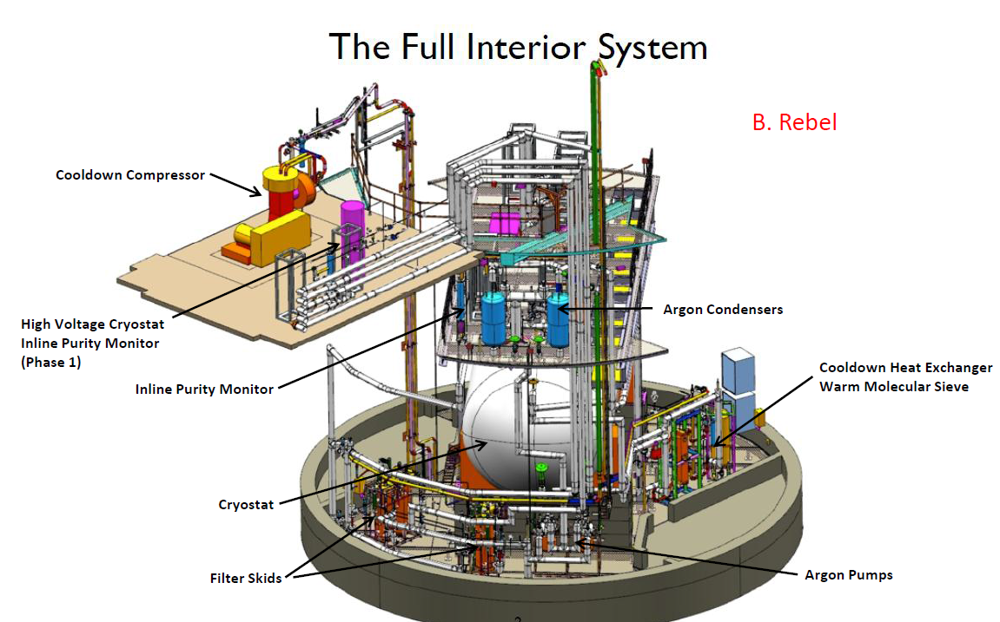 The Full Interior System
B. Rebel
Cooldown Compressor
High Voltage Cryostat
Inline Purity Monitor
(Phase 1)
Inline Purity Monitor
Argon Condensers
Cooldown Heat Exchanger
Warm Molecular Sieve
Cryostat
Filter Skids
Argon Pumps